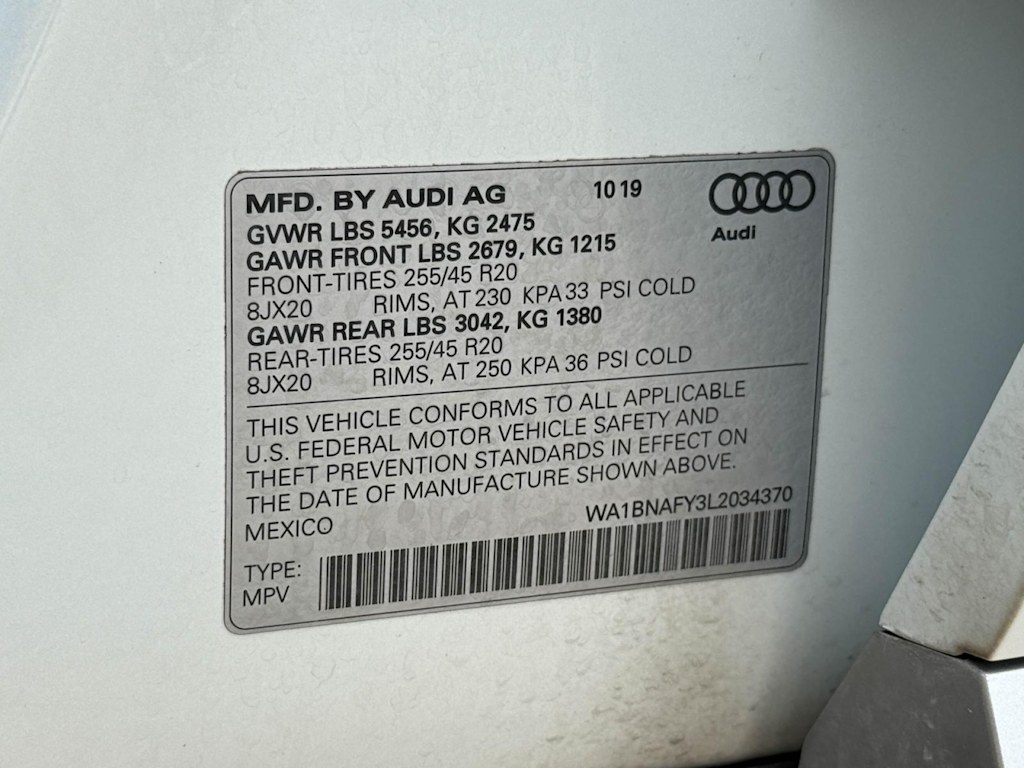 MFD. BY AUDI AG 10 19
Audi
GVWR LBS 5456, KG 2475
GAWR FRONT LBS 2679, KG 1215
FRONT-TIRES 255/45 R20
8JX20 RIMS, AT 230 KPA 33 PSI COLD
GAWR REAR LBS 3042, KG 1380
REAR-TIRES 255/45 R20
8JX20 RIMS, AT 250 KPA 36 PSI COLD
THIS VEHICLE CONFORMS TO ALL APPLICABLE
U.S. FEDERAL MOTOR VEHICLE SAFETY AND
THEFT PREVENTION STANDARDS IN EFFECT ON
THE DATE OF MANUFACTURE SHOWN ABOVE.
MEXICO WA1BNAFY3L2034370
TYPE:
MPV